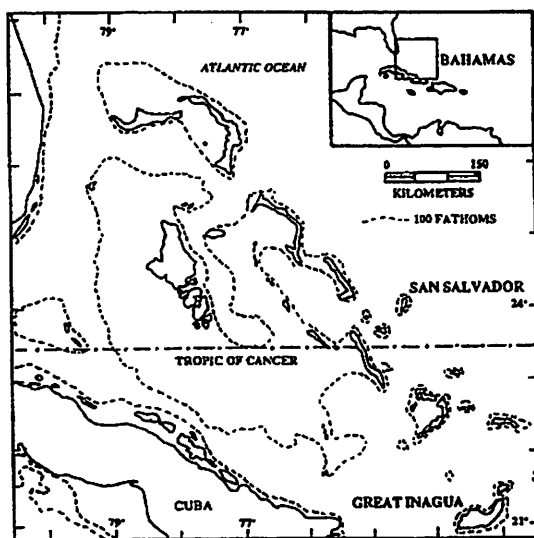 79°
77°
ATLANTIC OCEAN
BAHAMAS
0 150
KILOMETERS
100 FATHOMS
SAN SALVADOR
24°
TROPIC OF CANCER
CUBA
GREAT INAGUA
79°
77°
21°